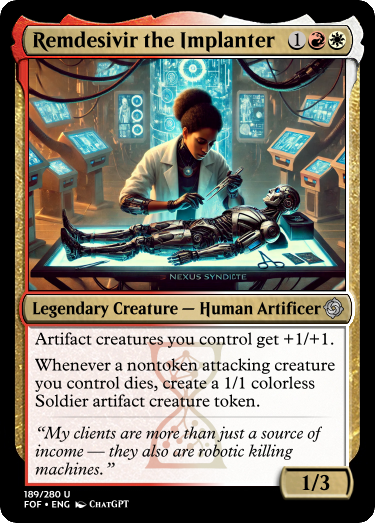 Remdesivir the Implanter 1
NEXUS SYNDICTE
Legendary Creature — Human Artificer
Artifact creatures you control get +1/+1.
Whenever a nontoken attacking creature
you control dies, create a 1/1 colorless
Soldier artifact creature token.
“My clients are more than just a source of
income — they also are robotic killing
machines.”
1/3
189/280 U
FOF • ENG ChatGPT